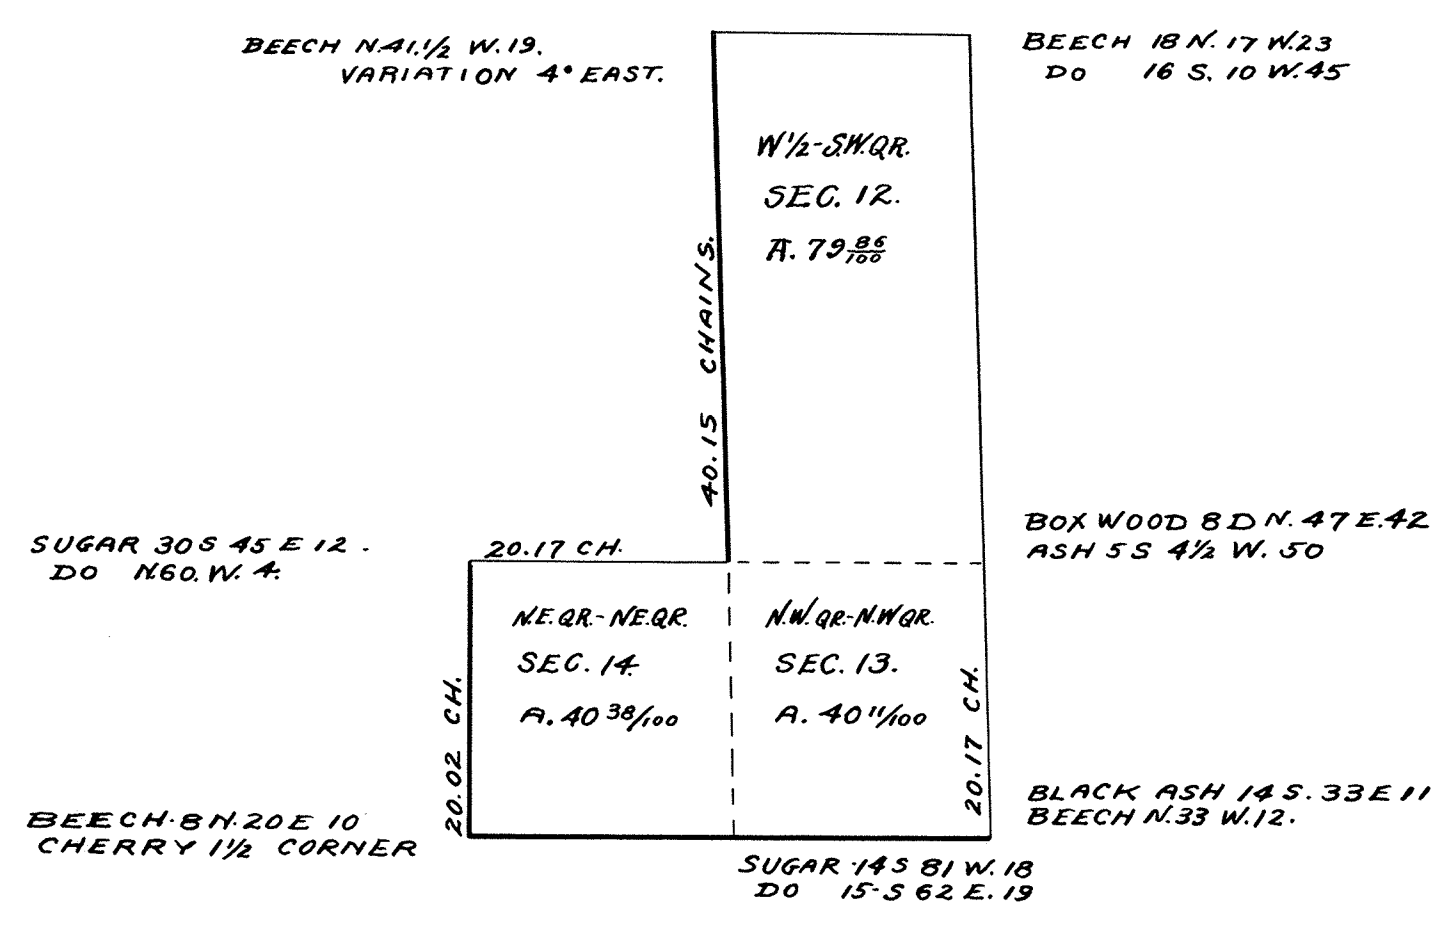 BEECH N.41.1/2 W.19.
VARIATION 4° EAST.
BEECH 18 N. 17 W.23
DO 16 S. 10 W.45
W 1/2 - S.W.QR.
SEC. 12.
A. 79 86/100
40.15 CHAINS.
BOX WOOD 8 D N. 47 E.42
ASH 5 S 4 1/2 W. 50
SUGAR 30 S 45 E 12 .
DO N.60. W. 4.
20.17 CH.
N.E. QR. - N.E.QR.
SEC. 14.
A. 40 38/100
N.W. QR. - N.W QR.
SEC. 13.
A. 40 11/100
20.02 CH.
20.17 CH.
BLACK ASH 14 S. 33 E 11
BEECH N.33 W.12.
BEECH. 8 N. 20 E 10
CHERRY 1 1/2 CORNER
SUGAR .14 S 81 W. 18
DO 15-S 62 E. 19